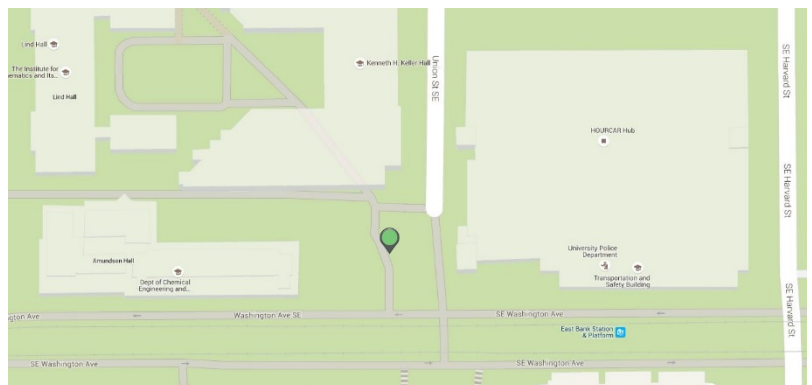 Lind Hall
The Institute for
ematics and Its...
Lind Hall
Kenneth H. Keller Hall
Union St SE
HOURCAR Hub
SE Harvard St
SE Harvard St
SE Harvard St
Amundson Hall
Dept of Chemical
Engineering and...
University Police
Department
Transportation and
Safety Building
ngton Ave
Washington Ave SE
SE Washington Ave
East Bank Station
& Platform
SE Washington Ave
SE Washington Ave